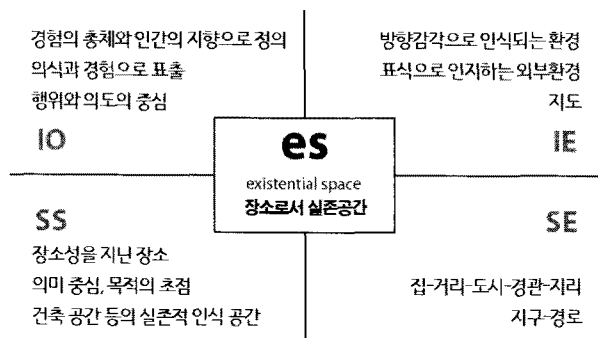 경험의 총체와 인간의 지향으로 정의
의식과 경험으로 표출
행위와 의도의 중심
IO
방향감각으로 인식되는 환경
표식으로 인지하는 외부환경
지도
IE
es
existential space
장소로서 실존공간
SS
장소성을 지닌 장소
의미 중심, 목적의 초점
건축 공간 등의 실존적 인식 공간
SE
집-거리-도시-경관-지리
지구-경로